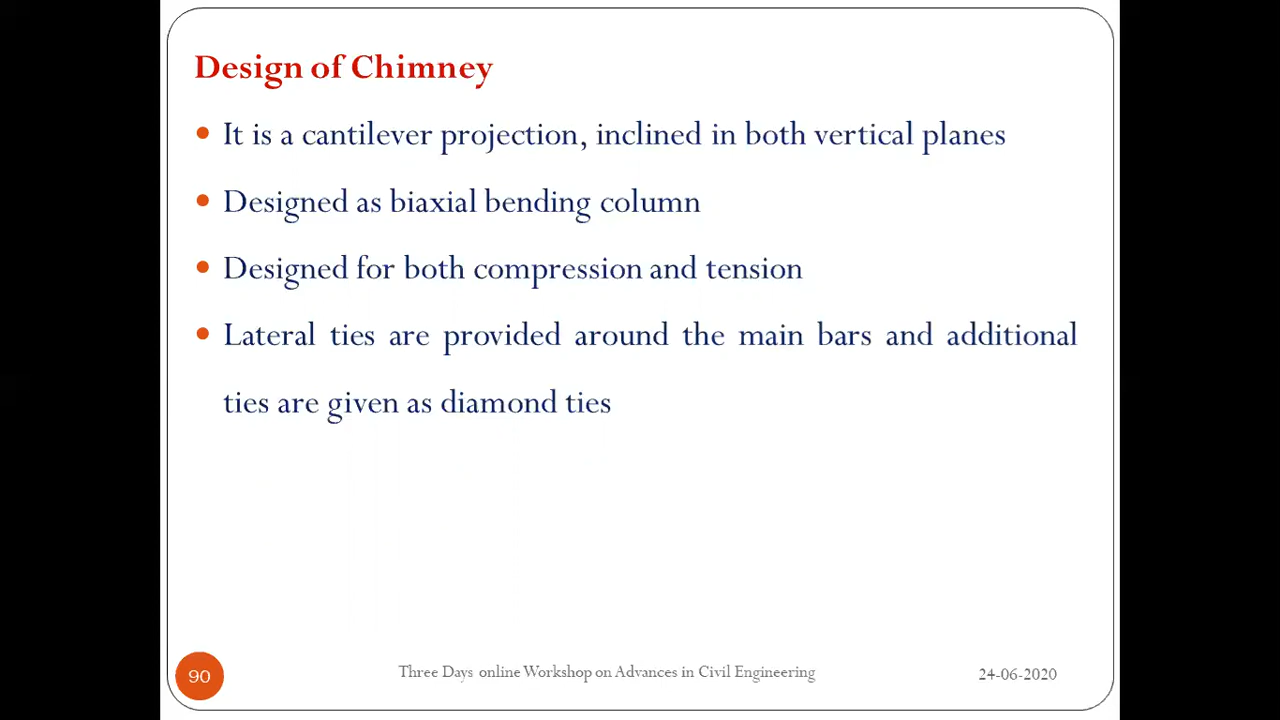 Design of Chimney
• It is a cantilever projection, inclined in both vertical planes
• Designed as biaxial bending column
• Designed for both compression and tension
• Lateral ties are provided around the main bars and additional
ties are given as diamond ties
90
Three Days online Workshop on Advances in Civil Engineering
24-06-2020